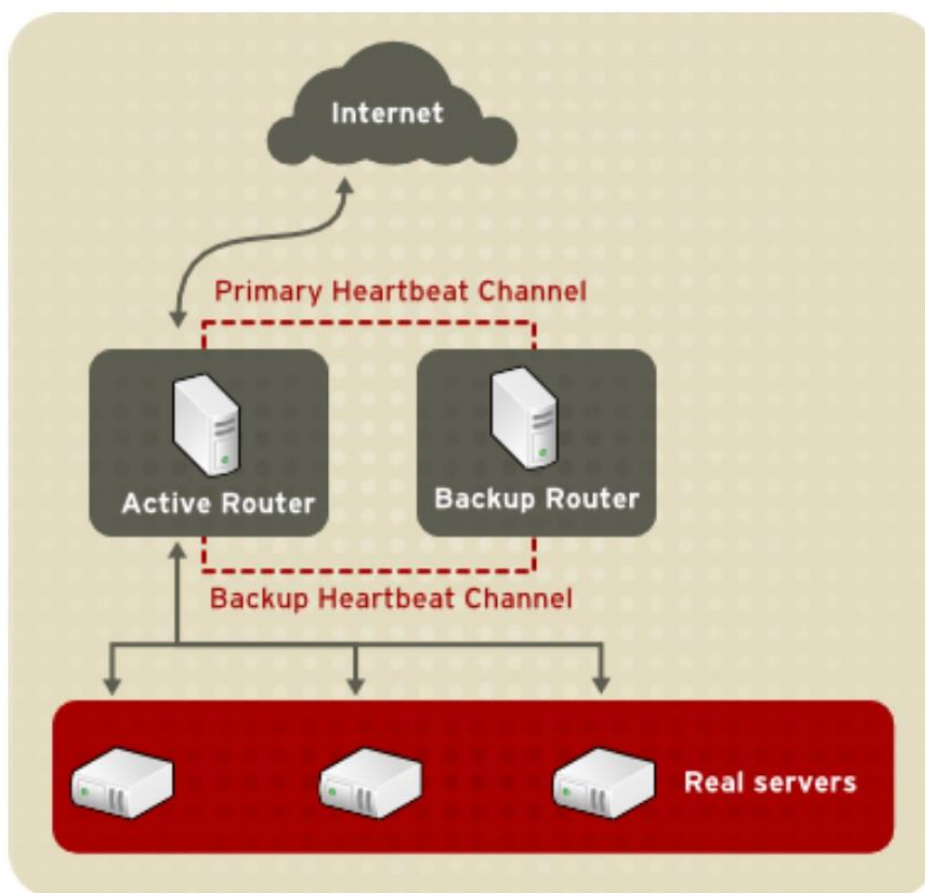 Internet
Primary Heartbeat Channel
Active Router
Backup Router
Backup Heartbeat Channel
Real servers